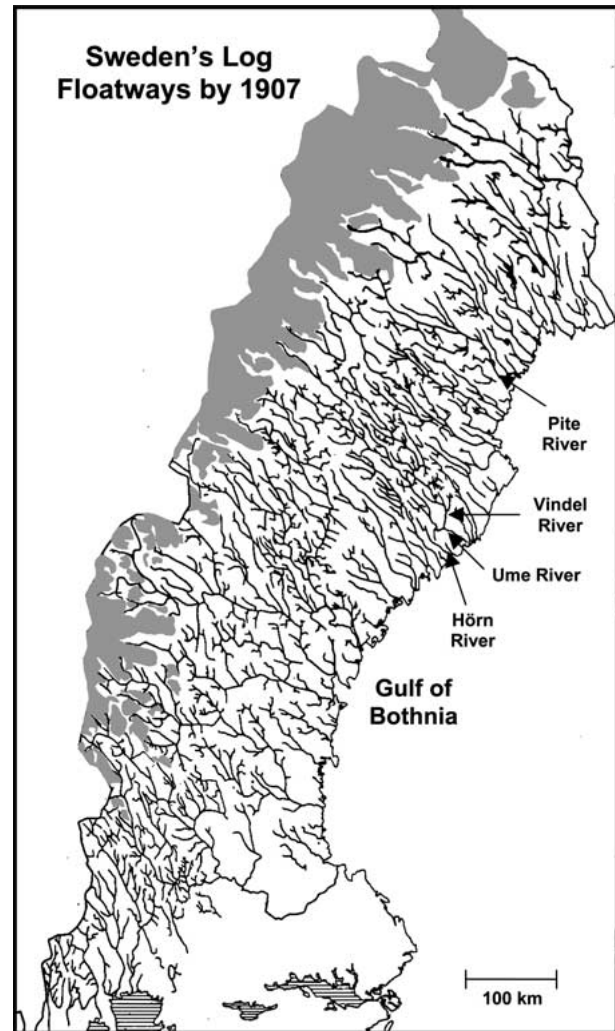 Sweden's Log
Floatways by 1907
Pite
River
Vindel
River
Ume River
Hörn
River
Gulf of
Bothnia
100 km